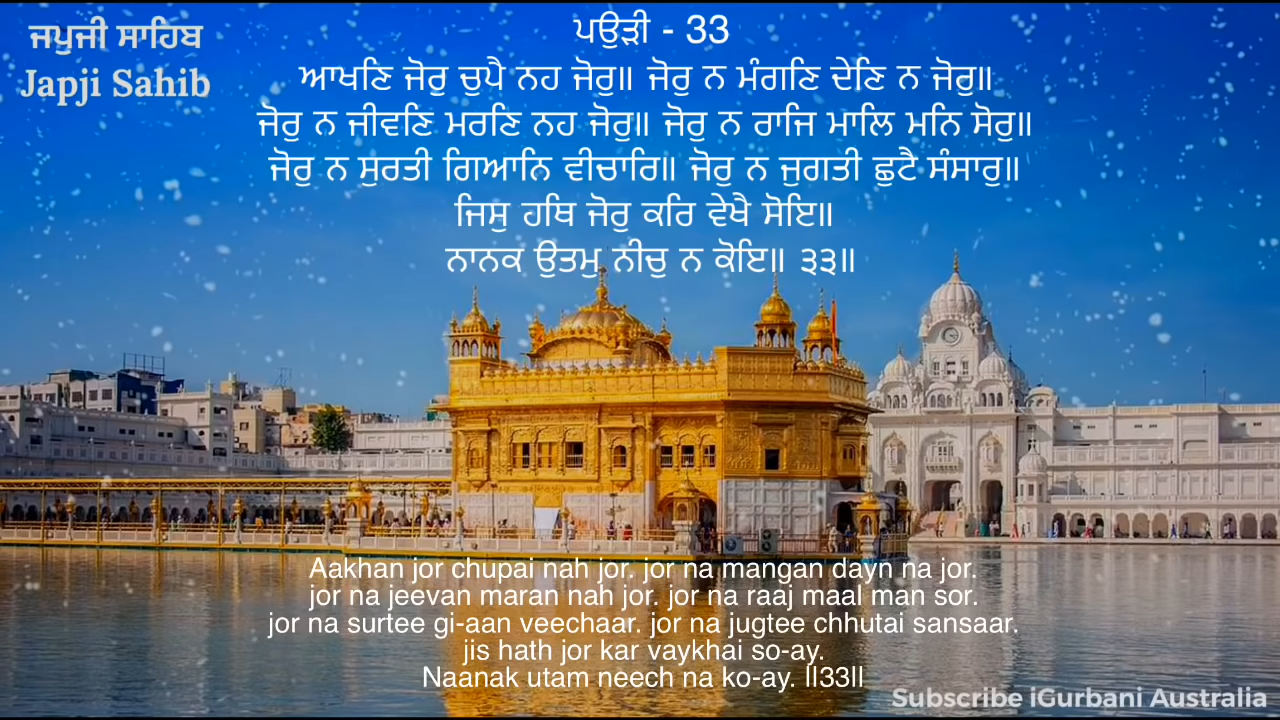 ਜਪੁਜੀ ਸਾਹਿਬ
Japji Sahib
ਪਉੜੀ - 33
ਆਖਣਿ ਜੋਰੁ ਚੁਪੈ ਨਹ ਜੋਰੁ॥ ਜੋਰੁ ਨ ਮੰਗਣਿ ਦੇਣਿ ਨ ਜੋਰੁ॥
ਜੋਰੁ ਨ ਜੀਵਣਿ ਮਰਣਿ ਨਹ ਜੋਰੁ॥ ਜੋਰੁ ਨ ਰਾਜਿ ਮਾਲਿ ਮਨਿ ਸੋਰੁ॥
ਜੋਰੁ ਨ ਸੁਰਤੀ ਗਿਆਨਿ ਵੀਚਾਰਿ॥ ਜੋਰੁ ਨ ਜੁਗਤੀ ਛੁਟੈ ਸੰਸਾਰੁ॥
ਜਿਸੁ ਹਥਿ ਜੋਰੁ ਕਰਿ ਵੇਖੈ ਸੋਇ॥
ਨਾਨਕ ਉਤਮੁ ਨੀਚੁ ਨ ਕੋਇ॥ ੩੩॥
Aakhan jor chupai nah jor. jor na mangan dayn na jor.
jor na jeevan maran nah jor. jor na raaj maal man sor.
jor na surtee gi-aan veechaar. jor na jugtee chhutai sansaar.
jis hath jor kar vaykhai so-ay.
Naanak utam neech na ko-ay. ||33||
Subscribe iGurbani Australia